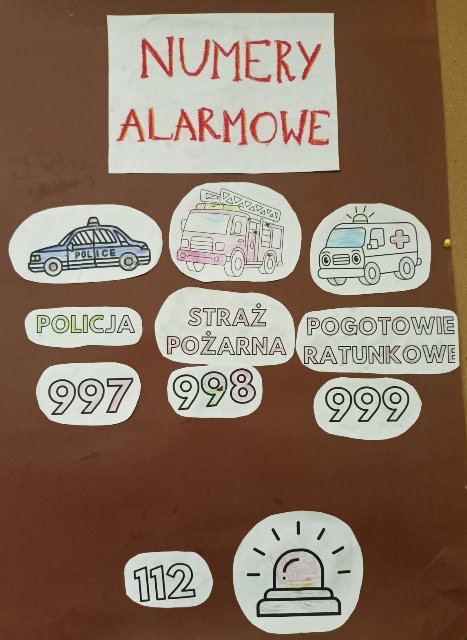 NUMERY
ALARMOWE
POLICE
POLICJA
STRAŻ
POŻARNA
POGOTOWIE
RATUNKOWE
997
998
999
112